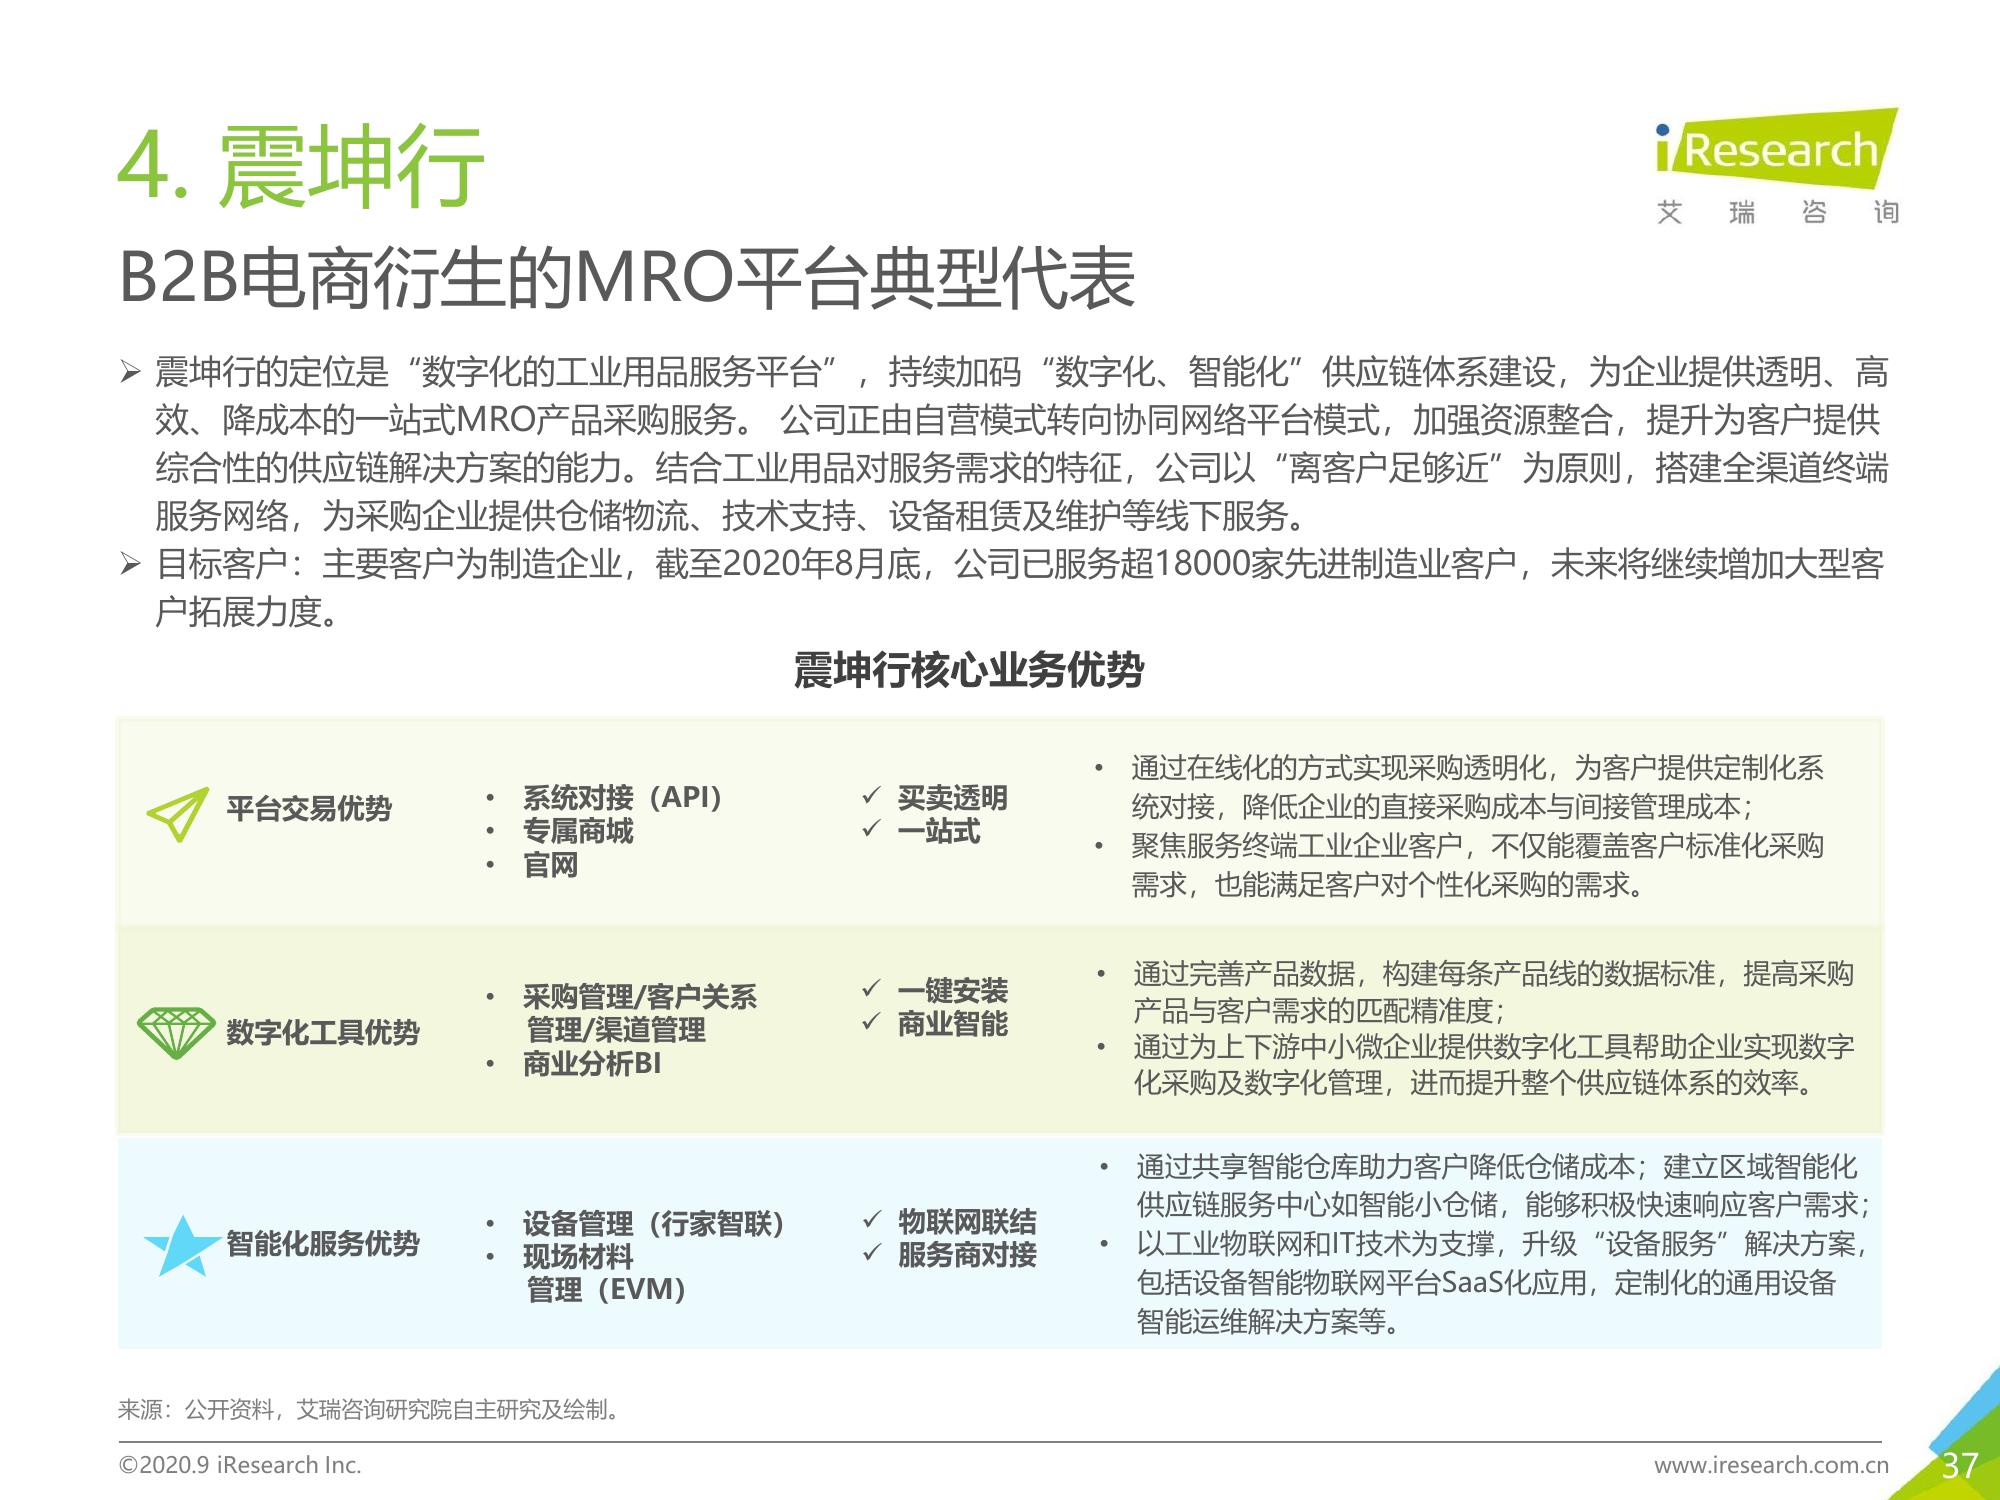 4. 震坤行
iResearch
艾瑞咨询
B2B电商衍生的MRO平台典型代表
➢ 震坤行的定位是“数字化的工业用品服务平台”，持续加码“数字化、智能化”供应链体系建设，为企业提供透明、高
效、降成本的一站式MRO产品采购服务。 公司正由自营模式转向协同网络平台模式，加强资源整合，提升为客户提供
综合性的供应链解决方案的能力。结合工业用品对服务需求的特征，公司以“离客户足够近”为原则，搭建全渠道终端
服务网络，为采购企业提供仓储物流、技术支持、设备租赁及维护等线下服务。
➢ 目标客户：主要客户为制造企业，截至2020年8月底，公司已服务超18000家先进制造业客户，未来将继续增加大型客
户拓展力度。
震坤行核心业务优势
平台交易优势
• 系统对接（API）
• 专属商城
• 官网
✓ 买卖透明
✓ 一站式
• 通过在线化的方式实现采购透明化，为客户提供定制化系
统对接，降低企业的直接采购成本与间接管理成本；
• 聚焦服务终端工业企业客户，不仅能覆盖客户标准化采购
需求，也能满足客户对个性化采购的需求。
数字化工具优势
• 采购管理/客户关系
管理/渠道管理
• 商业分析BI
✓ 一键安装
✓ 商业智能
• 通过完善产品数据，构建每条产品线的数据标准，提高采购
产品与客户需求的匹配精准度；
• 通过为上下游中小微企业提供数字化工具帮助企业实现数字
化采购及数字化管理，进而提升整个供应链体系的效率。
智能化服务优势
• 设备管理（行家智联）
• 现场材料
管理（EVM）
✓ 物联网联结
✓ 服务商对接
• 通过共享智能仓库助力客户降低仓储成本；建立区域智能化
供应链服务中心如智能小仓储，能够积极快速响应客户需求；
• 以工业物联网和IT技术为支撑，升级“设备服务”解决方案，
包括设备智能物联网平台SaaS化应用，定制化的通用设备
智能运维解决方案等。
来源：公开资料，艾瑞咨询研究院自主研究及绘制。
©2020.9 iResearch Inc.
www.iresearch.com.cn
37